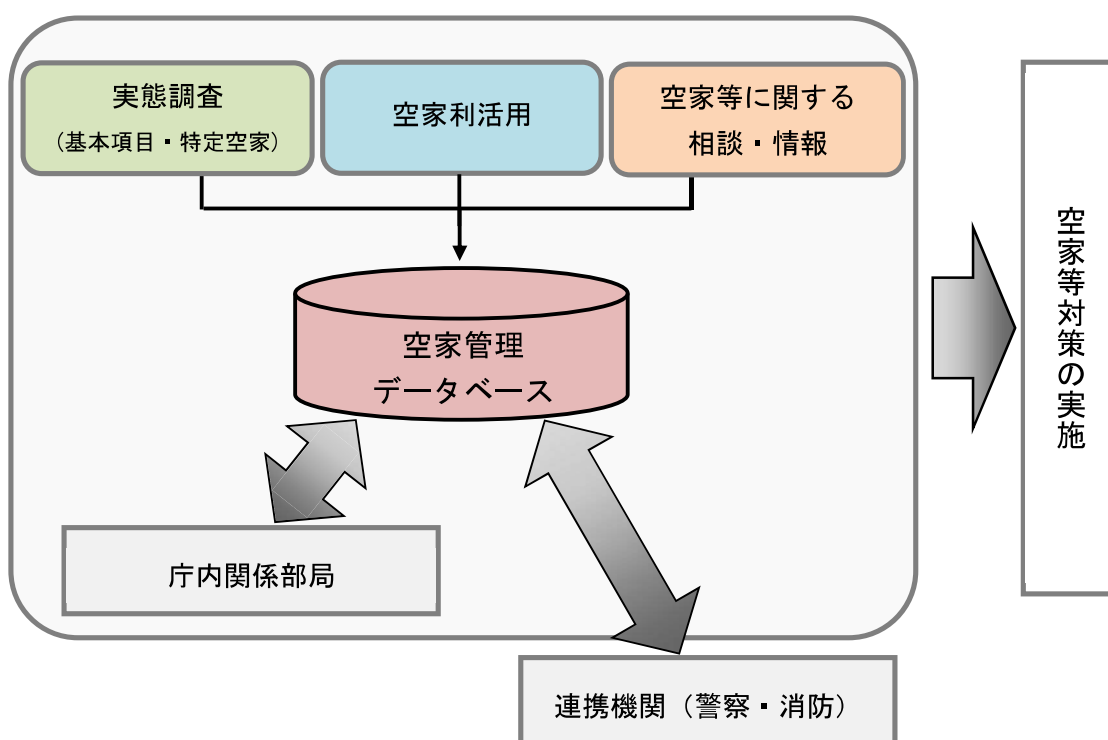 実態調査
（基本項目・特定空家）
空家利活用
空家等に関する
相談・情報
空家管理
データベース
庁内関係部局
連携機関（警察・消防）
空家等対策の実施